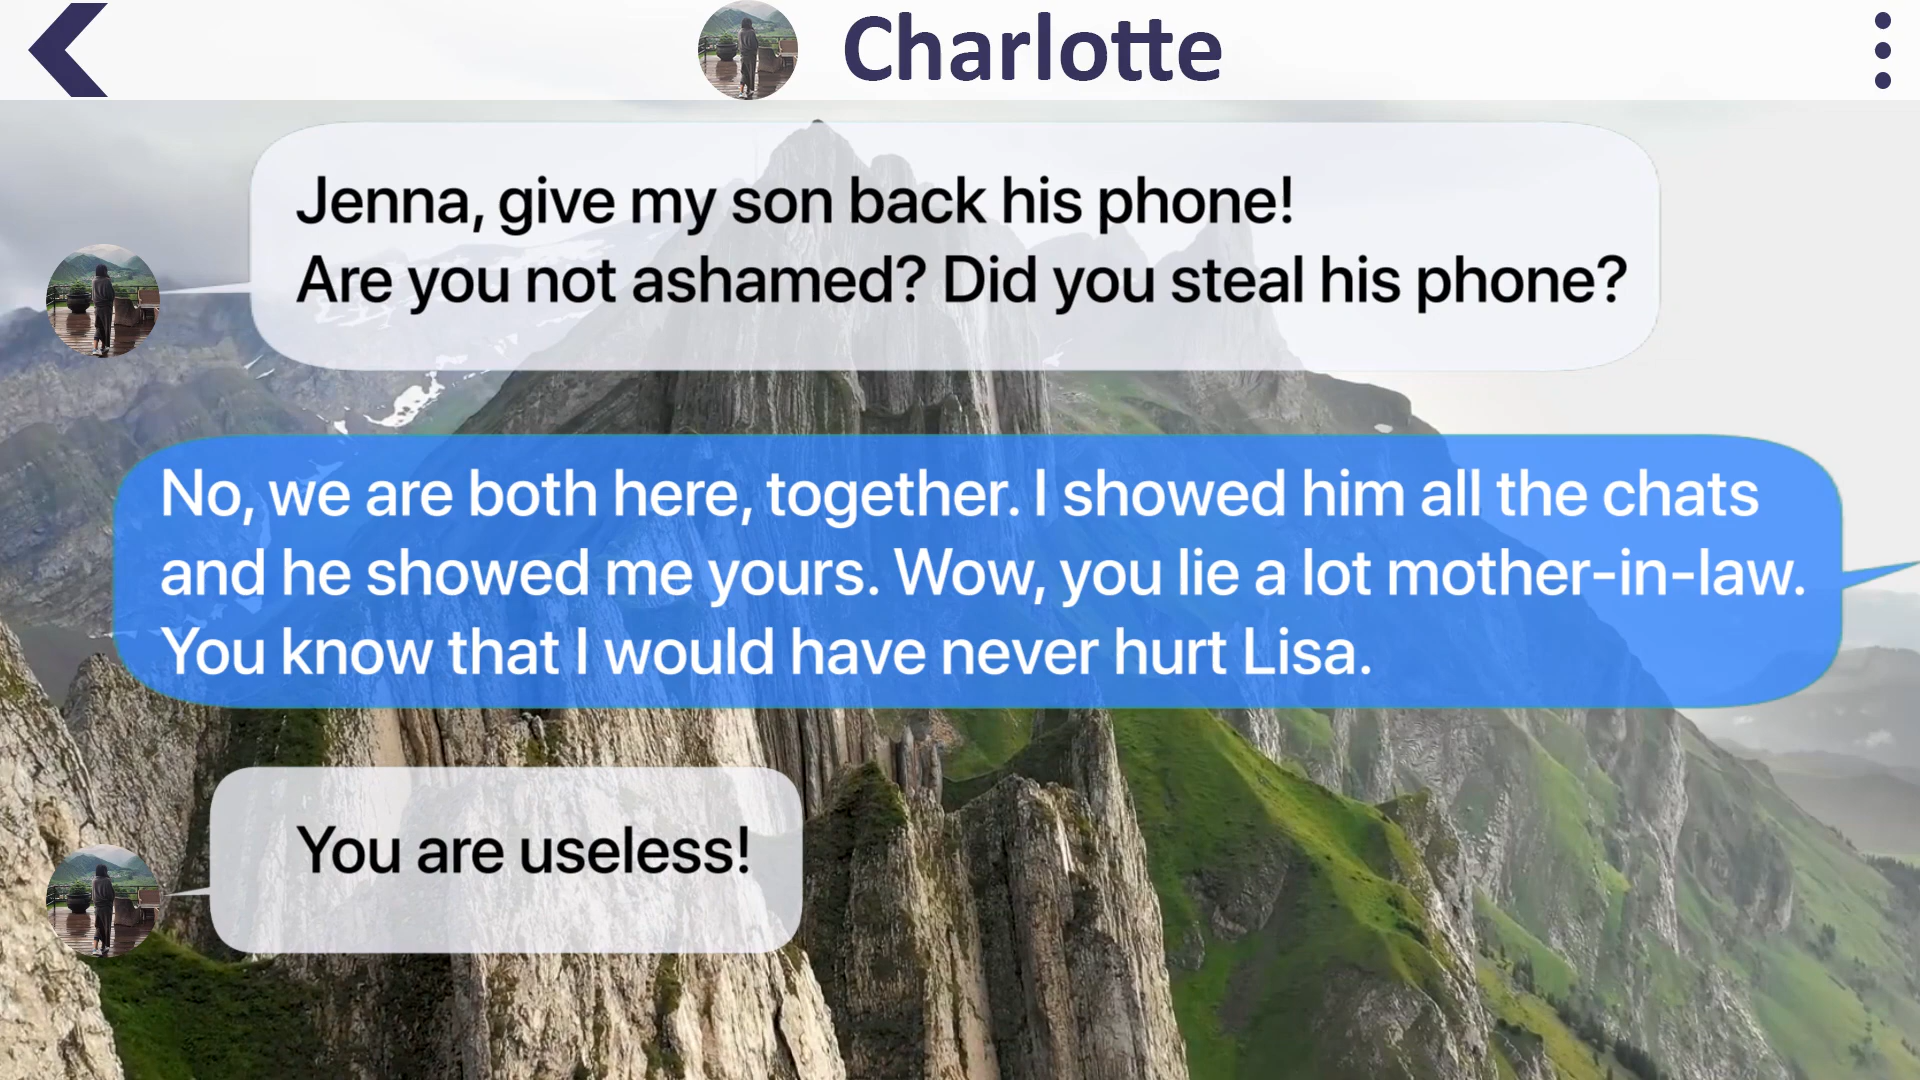 Charlotte
Jenna, give my son back his phone!
Are you not ashamed? Did you steal his phone?
No, we are both here, together. I showed him all the chats
and he showed me yours. Wow, you lie a lot mother-in-law.
You know that I would have never hurt Lisa.
You are useless!